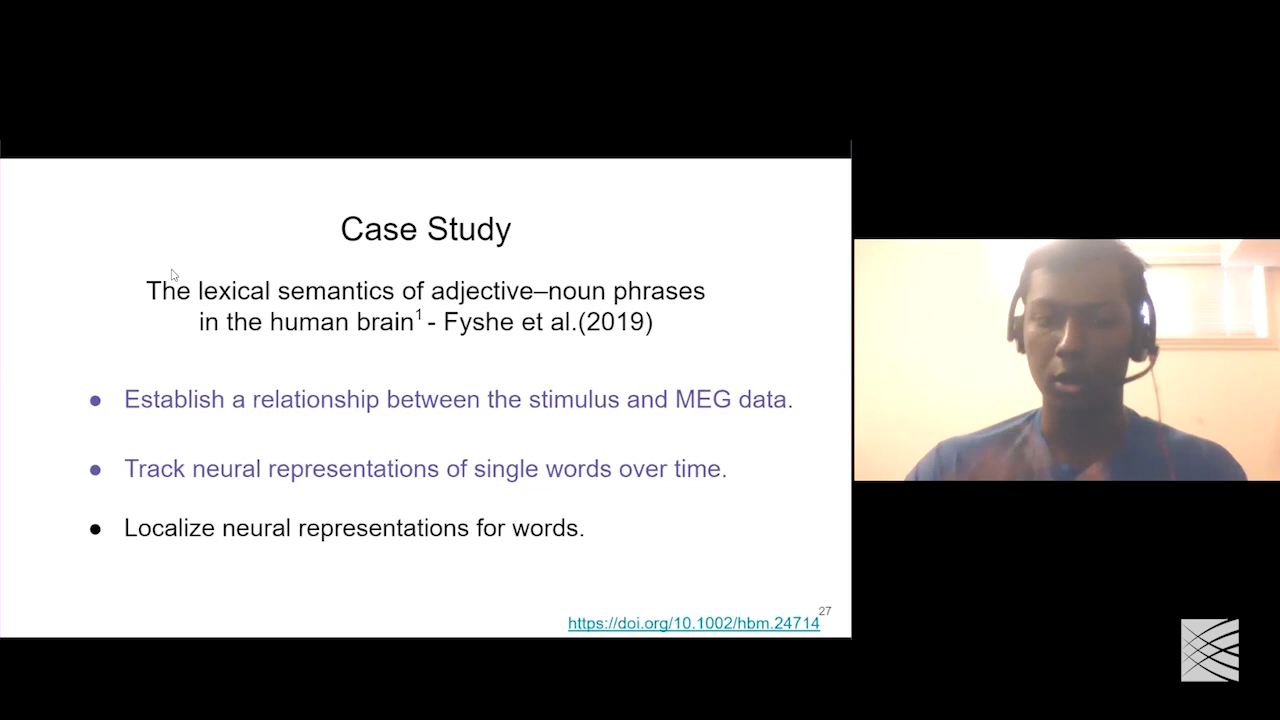 Case Study
The lexical semantics of adjective–noun phrases
in the human brain1 - Fyshe et al.(2019)
● Establish a relationship between the stimulus and MEG data.
● Track neural representations of single words over time.
● Localize neural representations for words.
27
https://doi.org/10.1002/hbm.24714